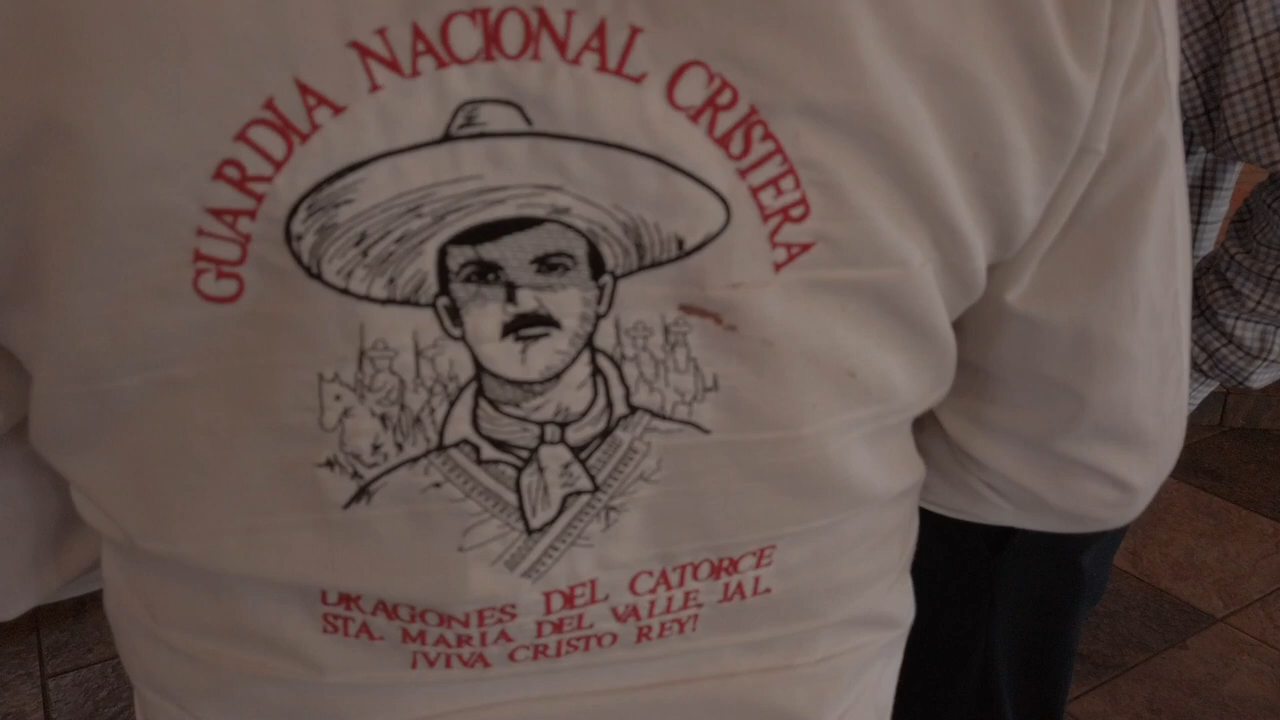 GUARDIA NACIONAL CRISTERA
DRAGONES DEL CATORCE
STA. MARIA DEL VALLE, JAL.
¡VIVA CRISTO REY!